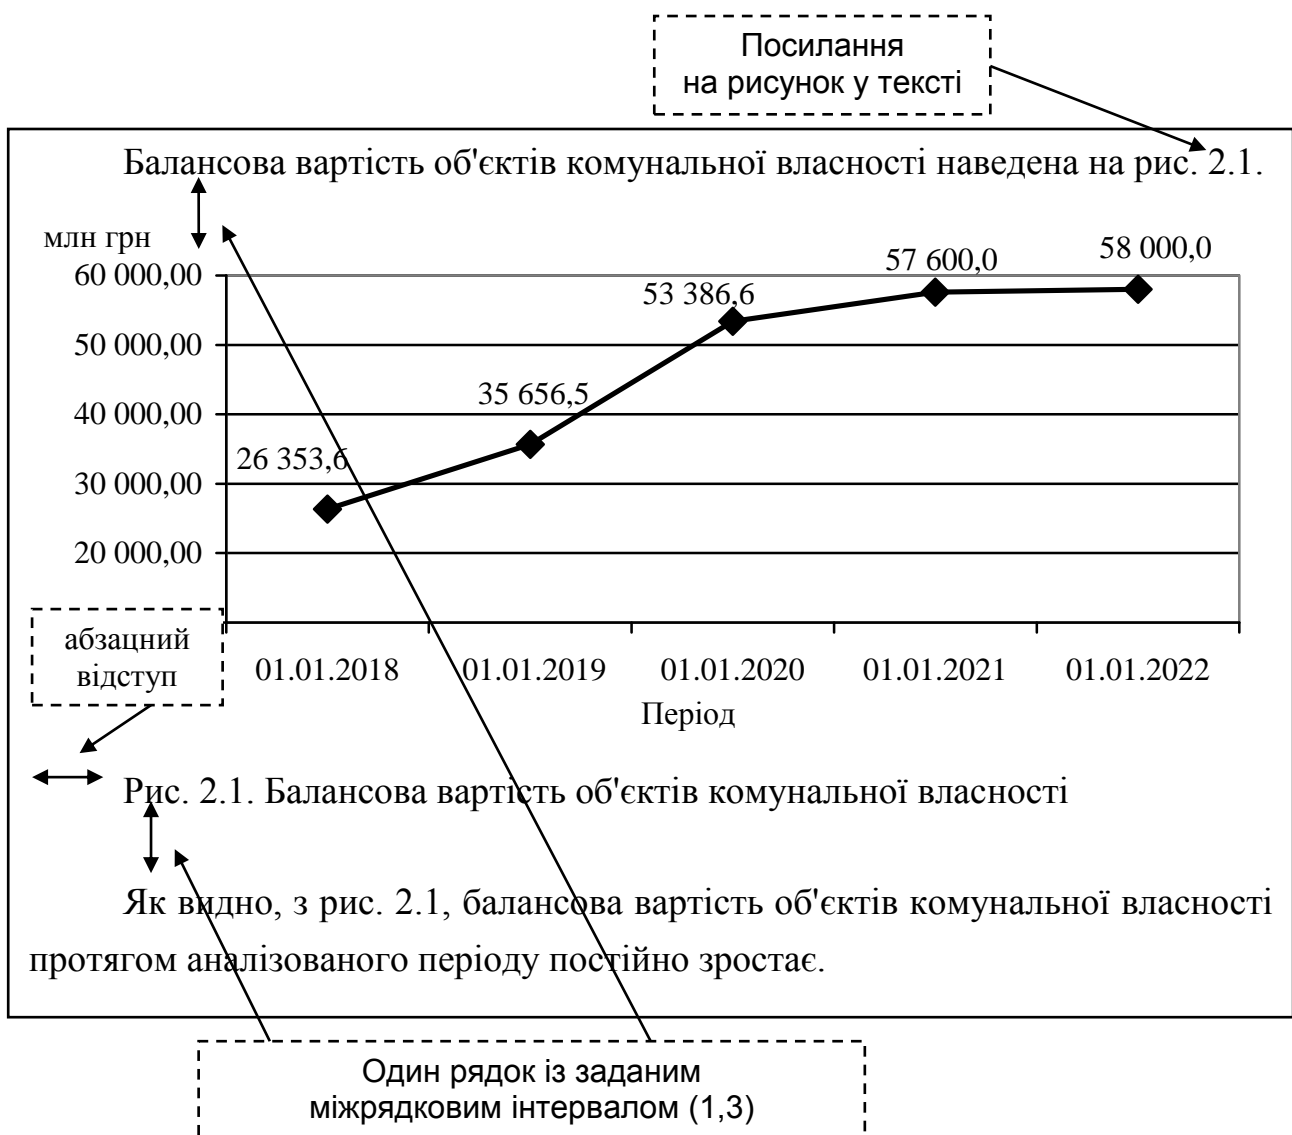 Посилання
на рисунок у тексті
Балансова вартість об'єктів комунальної власності наведена на рис. 2.1.
млн грн
60 000,00
50 000,00
40 000,00
30 000,00
20 000,00
26 353,6
35 656,5
53 386,6
57 600,0
58 000,0
абзацний
відступ
01.01.2018
01.01.2019
01.01.2020
01.01.2021
01.01.2022
Період
Рис. 2.1. Балансова вартість об'єктів комунальної власності
Як видно, з рис. 2.1, балансова вартість об'єктів комунальної власності
протягом аналізованого періоду постійно зростає.
Один рядок із заданим
міжрядковим інтервалом (1,3)